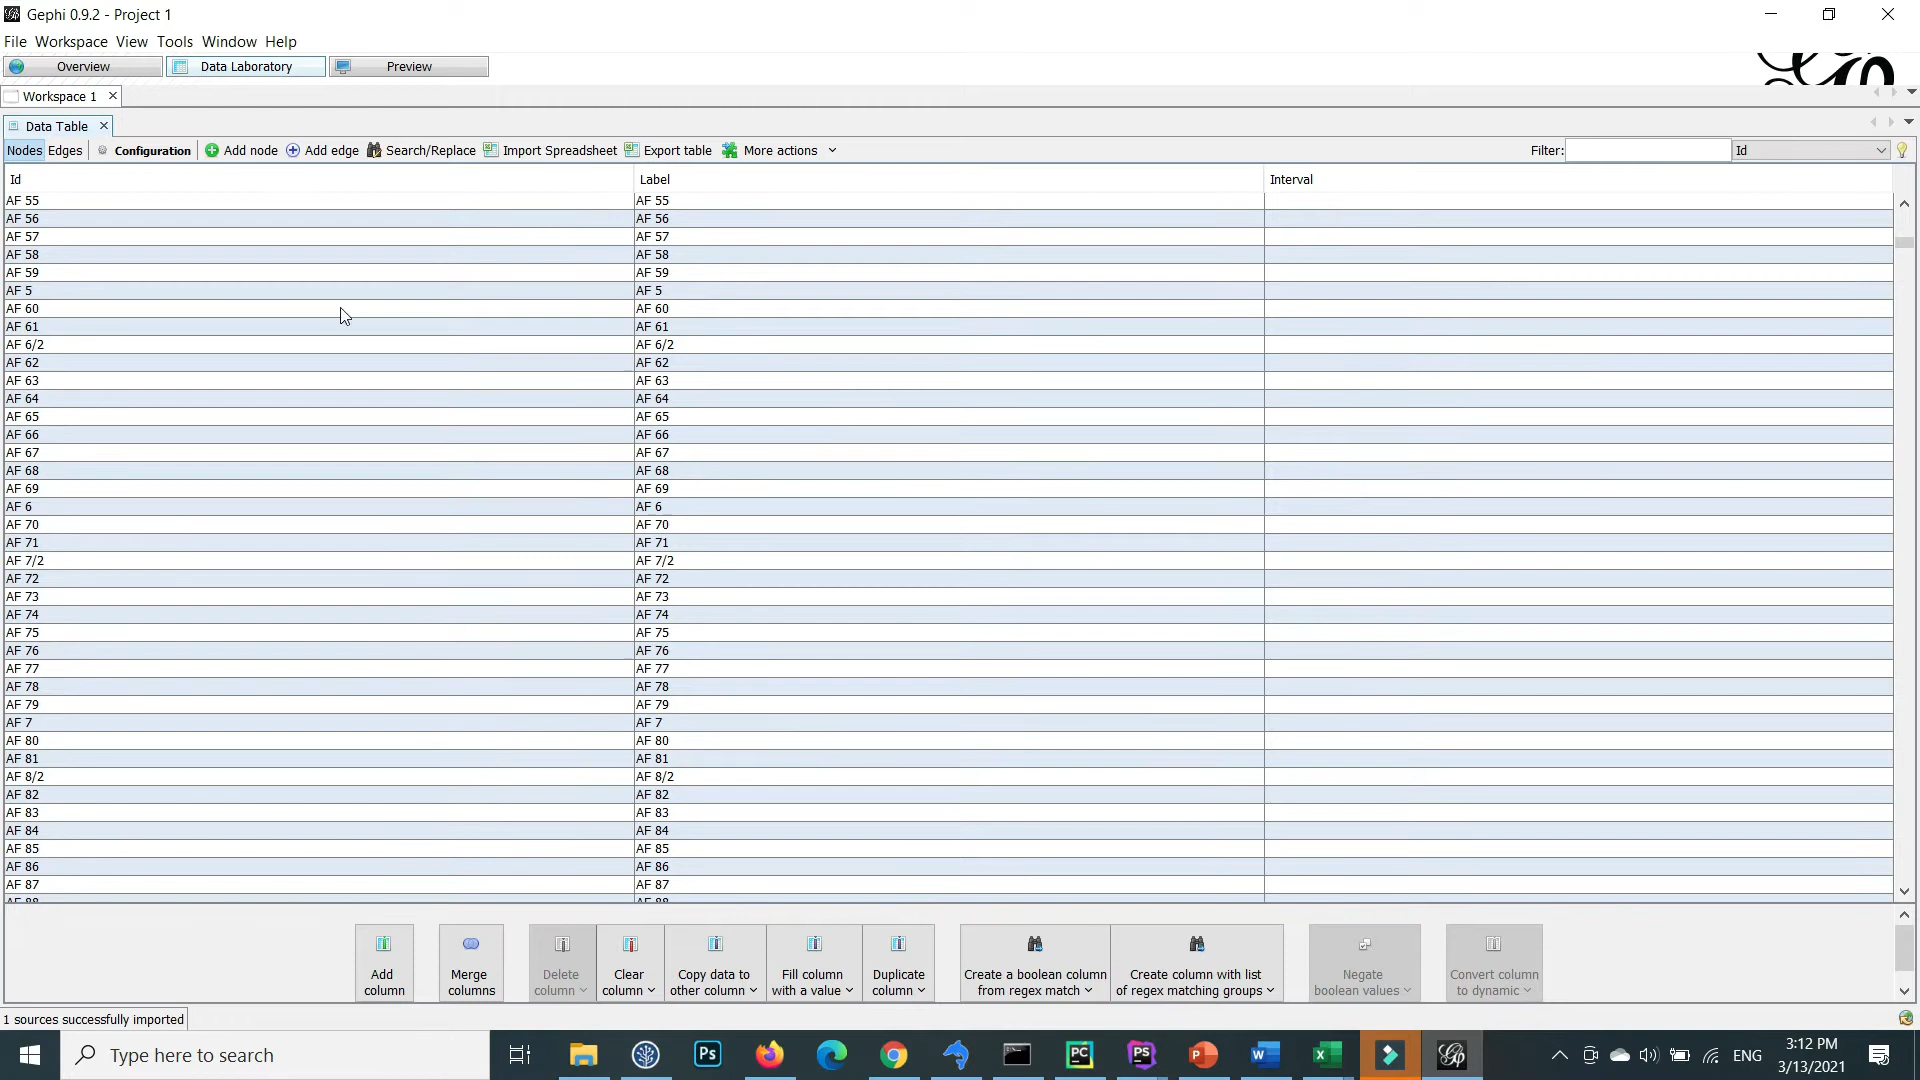 Gephi 0.9.2 - Project 1
File Workspace View Tools Window Help
Overview Data Laboratory Preview
Workspace 1
Data Table
Nodes Edges Configuration Add node Add edge Search/Replace Import Spreadsheet Export table More actions Filter: Id
Id Label Interval
AF 55 AF 55
AF 56 AF 56
AF 57 AF 57
AF 58 AF 58
AF 59 AF 59
AF 5 AF 5
AF 60 AF 60
AF 61 AF 61
AF 6/2 AF 6/2
AF 62 AF 62
AF 63 AF 63
AF 64 AF 64
AF 65 AF 65
AF 66 AF 66
AF 67 AF 67
AF 68 AF 68
AF 69 AF 69
AF 6 AF 6
AF 70 AF 70
AF 71 AF 71
AF 7/2 AF 7/2
AF 72 AF 72
AF 73 AF 73
AF 74 AF 74
AF 75 AF 75
AF 76 AF 76
AF 77 AF 77
AF 78 AF 78
AF 79 AF 79
AF 7 AF 7
AF 80 AF 80
AF 81 AF 81
AF 8/2 AF 8/2
AF 82 AF 82
AF 83 AF 83
AF 84 AF 84
AF 85 AF 85
AF 86 AF 86
AF 87 AF 87
AF 88 AF 88
Add column
Merge columns
Delete column
Clear column
Copy data to other column
Fill column with a value
Duplicate column
Create a boolean column from regex match
Create column with list of regex matching groups
Negate boolean values
Convert column to dynamic
1 sources successfully imported
Type here to search
Ps
PC
PS
ENG
3:12 PM
3/13/2021